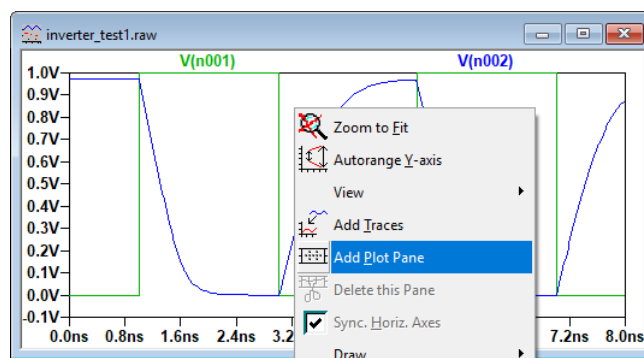 inverter_test1.raw
V(n001) V(n002)
1.0V
0.9V
0.8V
0.7V
0.6V
0.5V
0.4V
0.3V
0.2V
0.1V
0.0V
-0.1V
0.0ns 0.8ns 1.6ns 2.4ns 3.2 7.2ns 8.0ns
Zoom to Fit
Autorange Y-axis
View
Add Traces
Add Plot Pane
Delete this Pane
Sync. Horiz. Axes
Draw